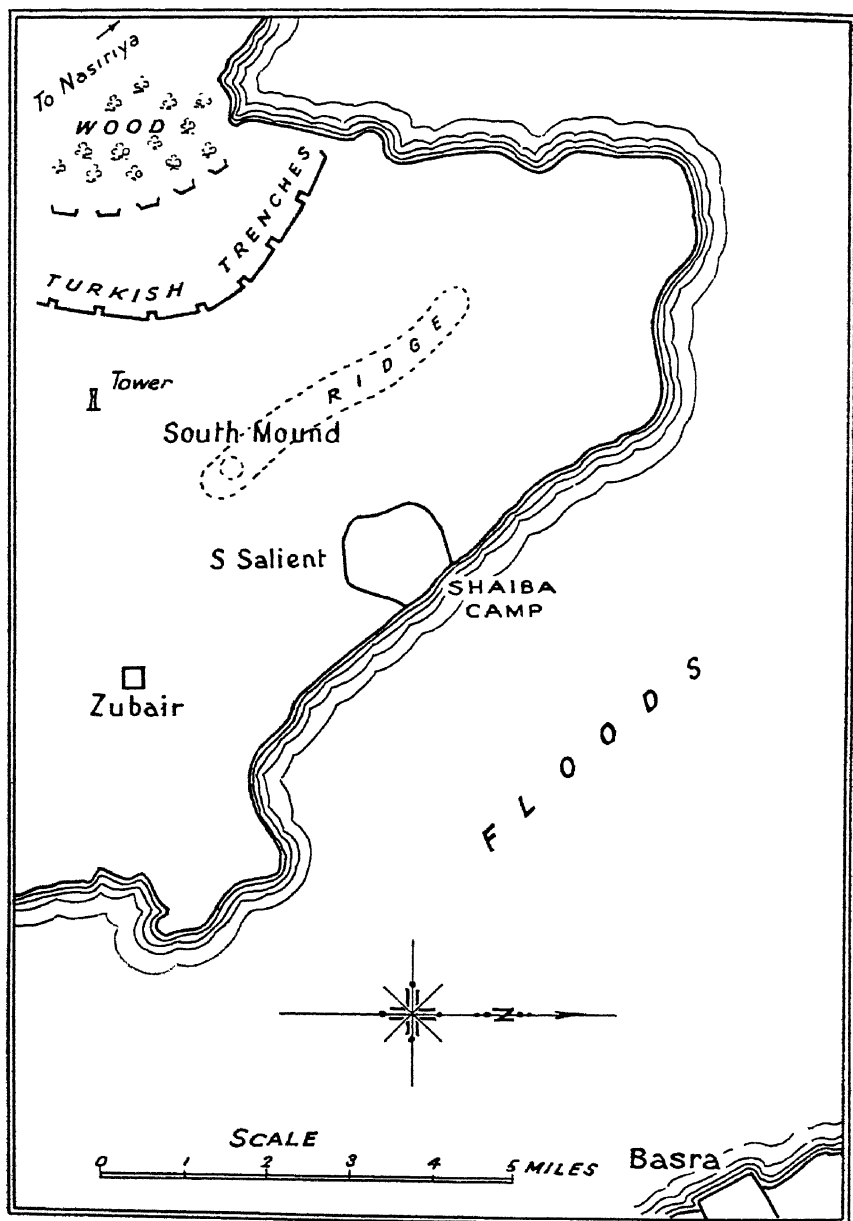 To Nasiriya
WOOD
TURKISH TRENCHES
RIDGE
Tower
South Mound
S Salient
SHAIBA
CAMP
Zubair
FLOODS
N
SCALE
0 1 2 3 4 5 MILES
Basra